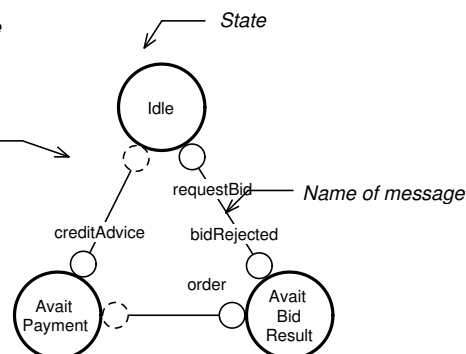 State
Idle
requestBid
Name of message
creditAdvice
bidRejected
order
Avait
Payment
Avait
Bid
Result